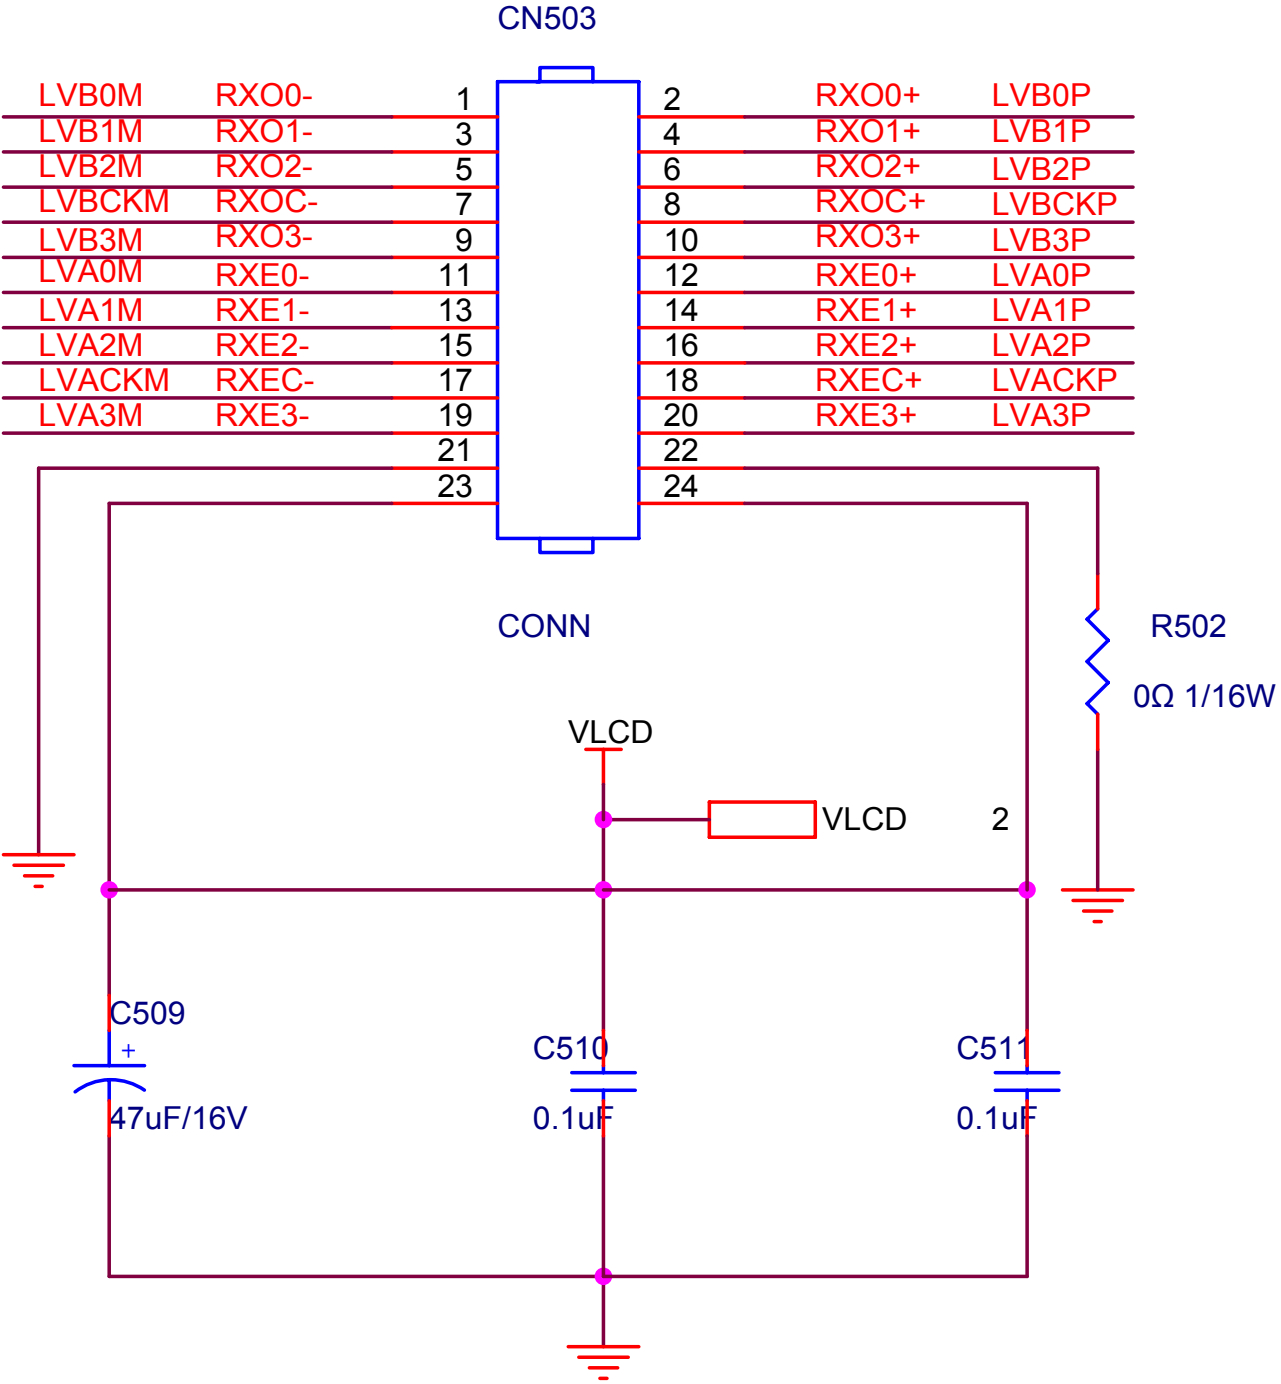 CN503
LVB0M RXO0- 1 2 RXO0+ LVB0P
LVB1M RXO1- 3 4 RXO1+ LVB1P
LVB2M RXO2- 5 6 RXO2+ LVB2P
LVBCKM RXOC- 7 8 RXOC+ LVBCKP
LVB3M RXO3- 9 10 RXO3+ LVB3P
LVA0M RXE0- 11 12 RXE0+ LVA0P
LVA1M RXE1- 13 14 RXE1+ LVA1P
LVA2M RXE2- 15 16 RXE2+ LVA2P
LVACKM RXEC- 17 18 RXEC+ LVACKP
LVA3M RXE3- 19 20 RXE3+ LVA3P
21 22
23 24
CONN R502
0Ω 1/16W
VLCD
VLCD 2
C509
+
C510 C511
47uF/16V 0.1uF 0.1uF